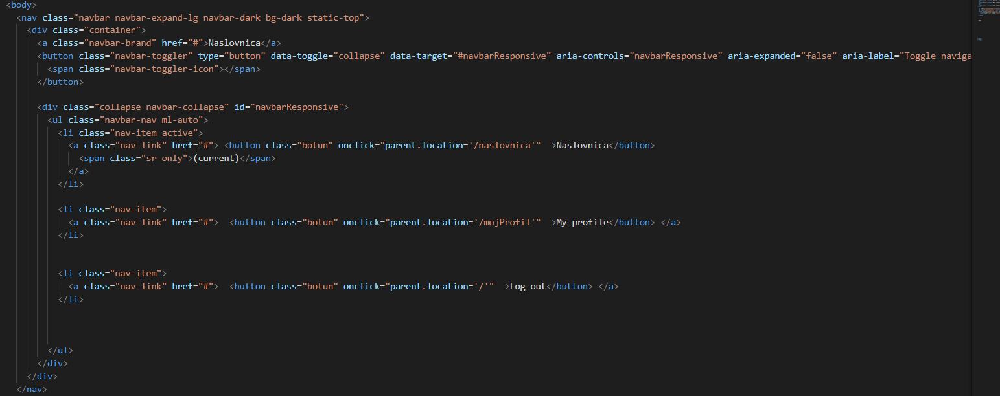 <body>
<nav class="navbar navbar-expand-lg navbar-dark bg-dark static-top">
<div class="container">
<a class="navbar-brand" href="#">Naslovnica</a>
<button class="navbar-toggler" type="button" data-toggle="collapse" data-target="#navbarResponsive" aria-controls="navbarResponsive" aria-expanded="false" aria-label="Toggle naviga
<span class="navbar-toggler-icon"></span>
</button>
<div class="collapse navbar-collapse" id="navbarResponsive">
<ul class="navbar-nav ml-auto">
<li class="nav-item active">
<a class="nav-link" href="#"> <button class="botun" onclick="parent.location='/naslovnica'"  >Naslovnica</button>
<span class="sr-only">(current)</span>
</a>
</li>
<li class="nav-item">
<a class="nav-link" href="#">  <button class="botun" onclick="parent.location='/mojProfil'"  >My-profile</button> </a>
</li>
<li class="nav-item">
<a class="nav-link" href="#">  <button class="botun" onclick="parent.location='/'"  >Log-out</button> </a>
</li>
</ul>
</div>
</div>
</nav>